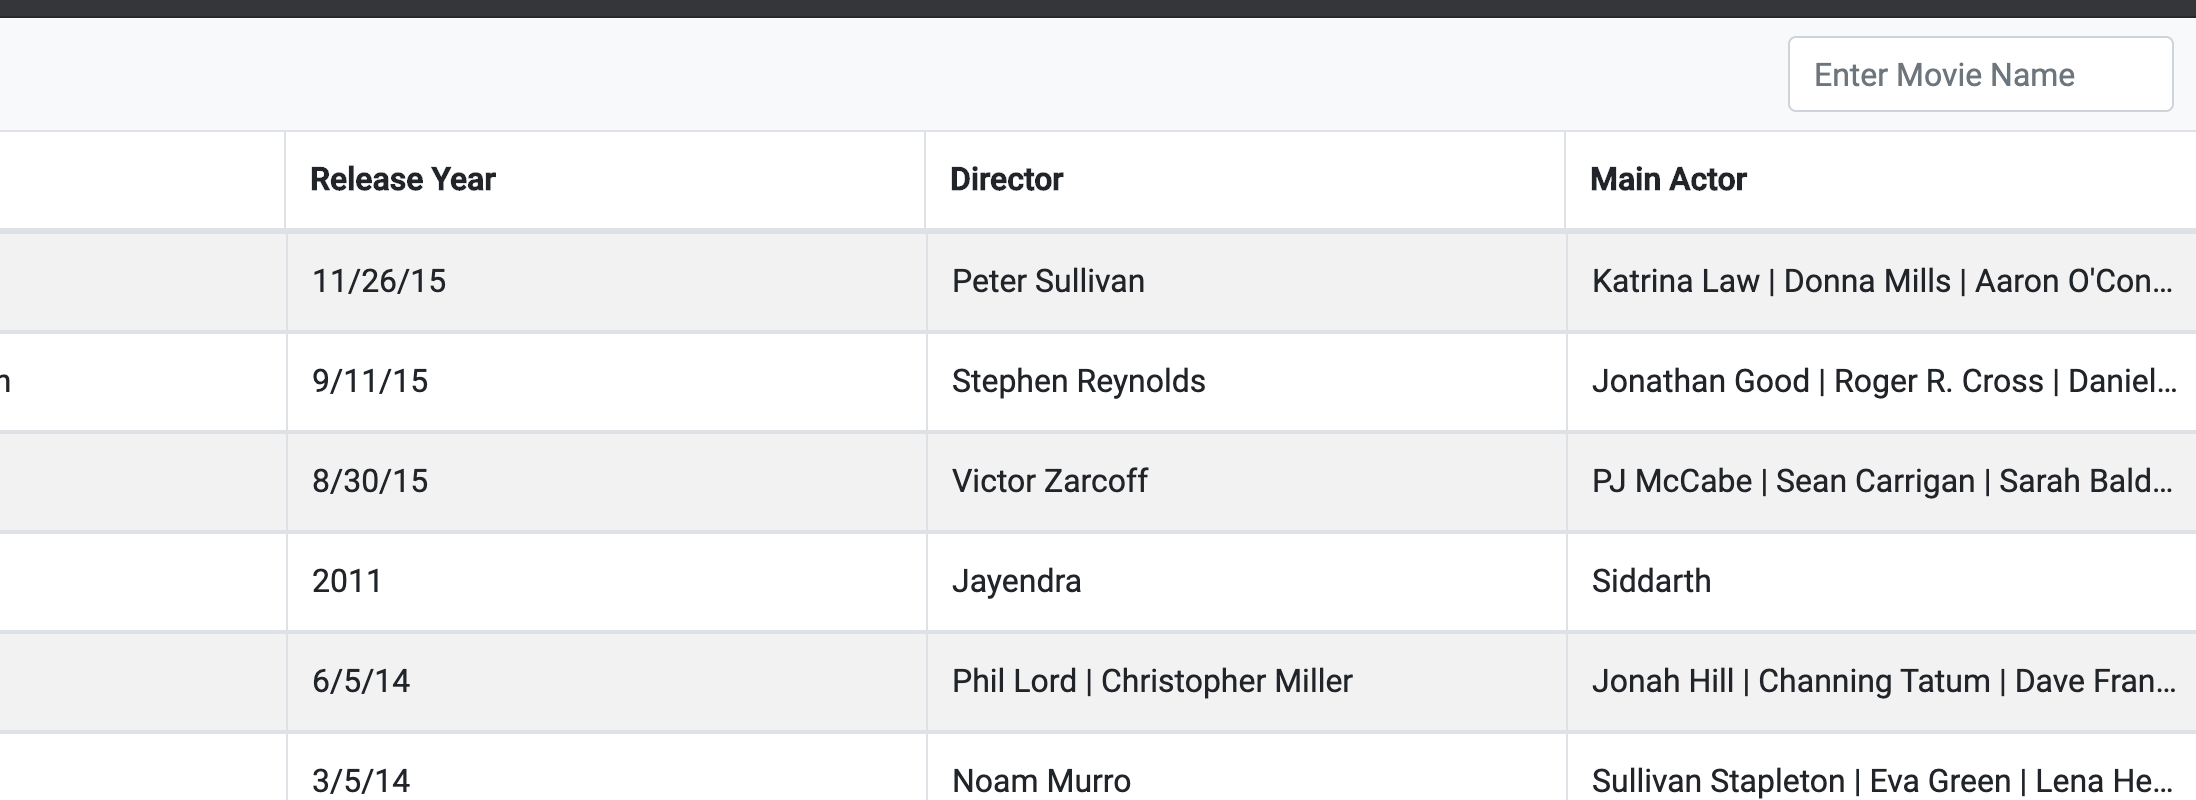 Enter Movie Name
Release Year Director Main Actor
11/26/15 Peter Sullivan Katrina Law | Donna Mills | Aaron O'Con...
n 9/11/15 Stephen Reynolds Jonathan Good | Roger R. Cross | Daniel...
8/30/15 Victor Zarcoff PJ McCabe | Sean Carrigan | Sarah Bald...
2011 Jayendra Siddarth
6/5/14 Phil Lord | Christopher Miller Jonah Hill | Channing Tatum | Dave Fran...
3/5/14 Noam Murro Sullivan Stapleton | Eva Green | Lena He...